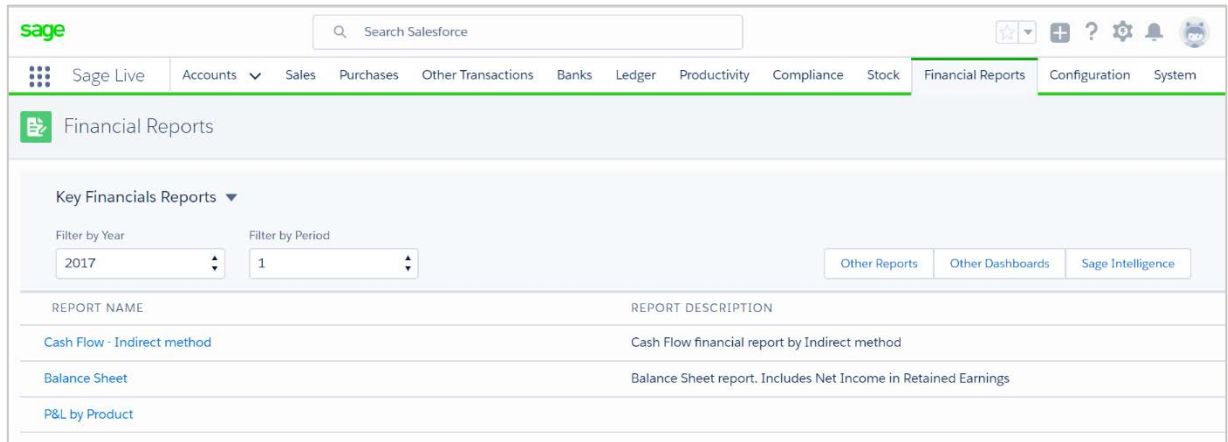 sage
Search Salesforce
Sage Live Accounts Sales Purchases Other Transactions Banks Ledger Productivity Compliance Stock Financial Reports Configuration System
Financial Reports
Key Financials Reports
Filter by Year Filter by Period
2017 1 Other Reports Other Dashboards Sage Intelligence
REPORT NAME REPORT DESCRIPTION
Cash Flow - Indirect method Cash Flow financial report by Indirect method
Balance Sheet Balance Sheet report. Includes Net Income in Retained Earnings
P&L by Product